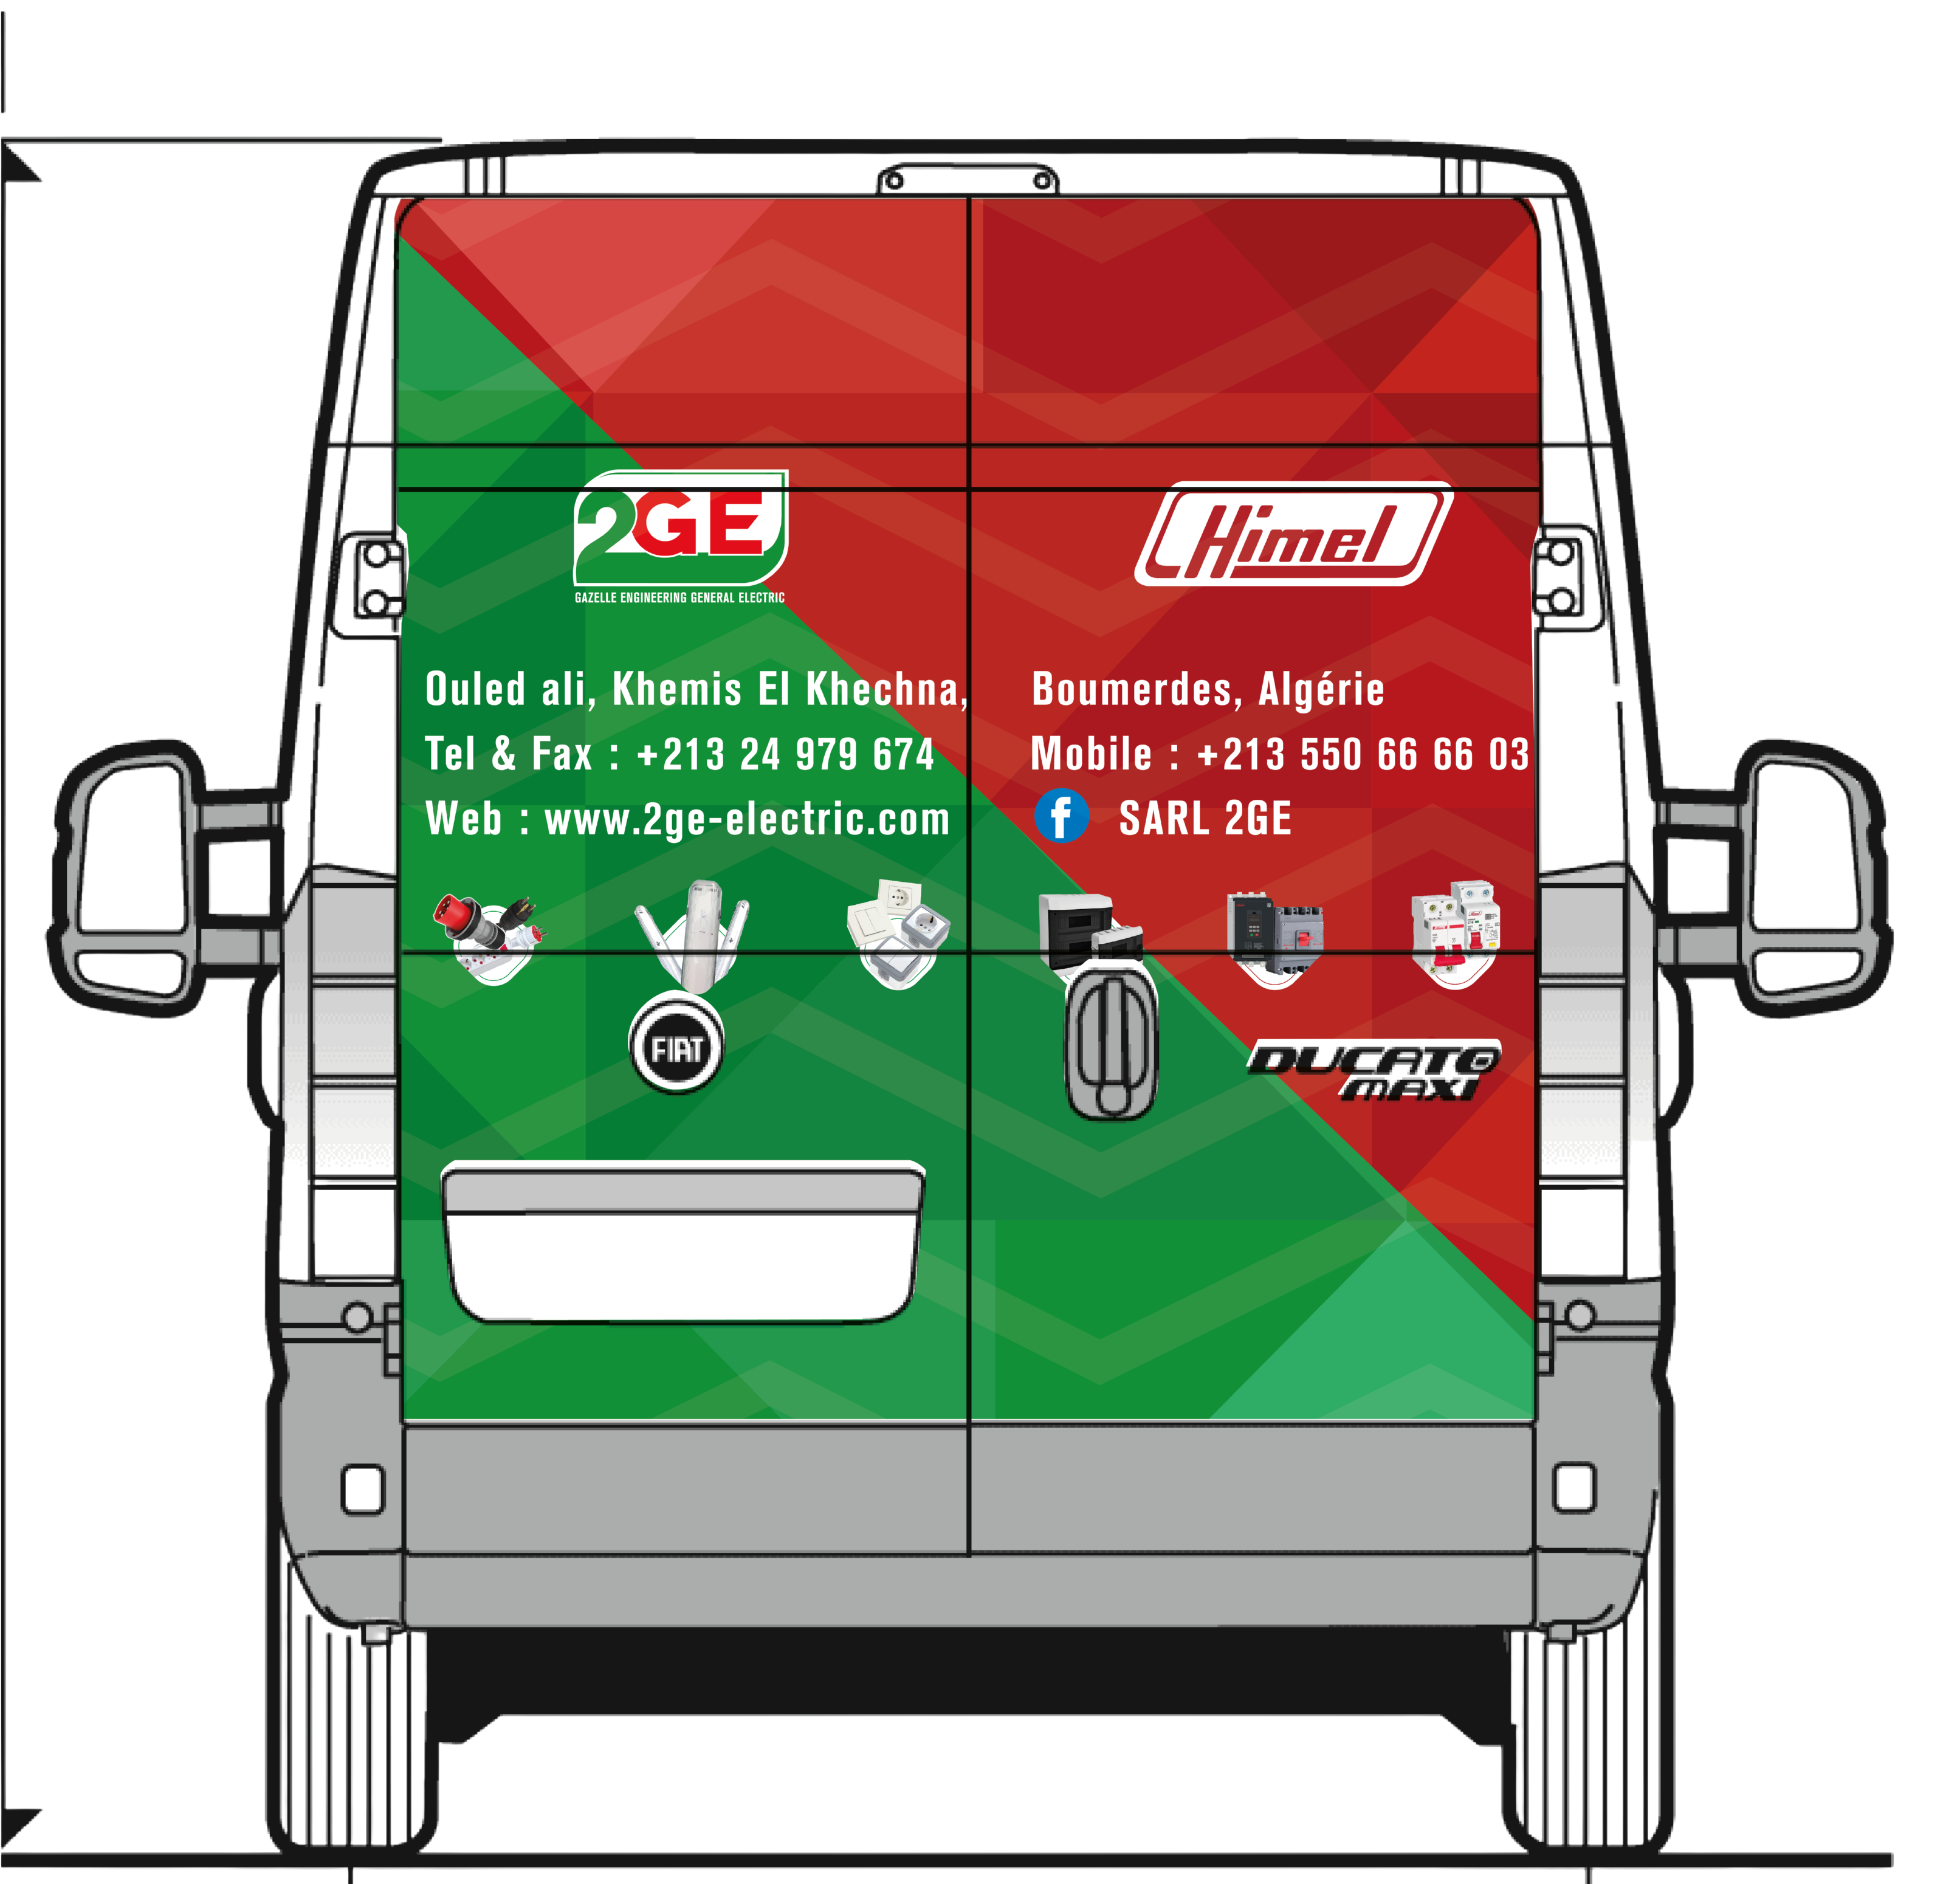 2GE
GAZELLE ENGINEERING GENERAL ELECTRIC
Himel
Ouled ali, Khemis El Khechna, Boumerdes, Algérie
Tel & Fax : +213 24 979 674 Mobile : +213 550 66 66 03
Web : www.2ge-electric.com f SARL 2GE
FIAT
DUCATO
MAXI